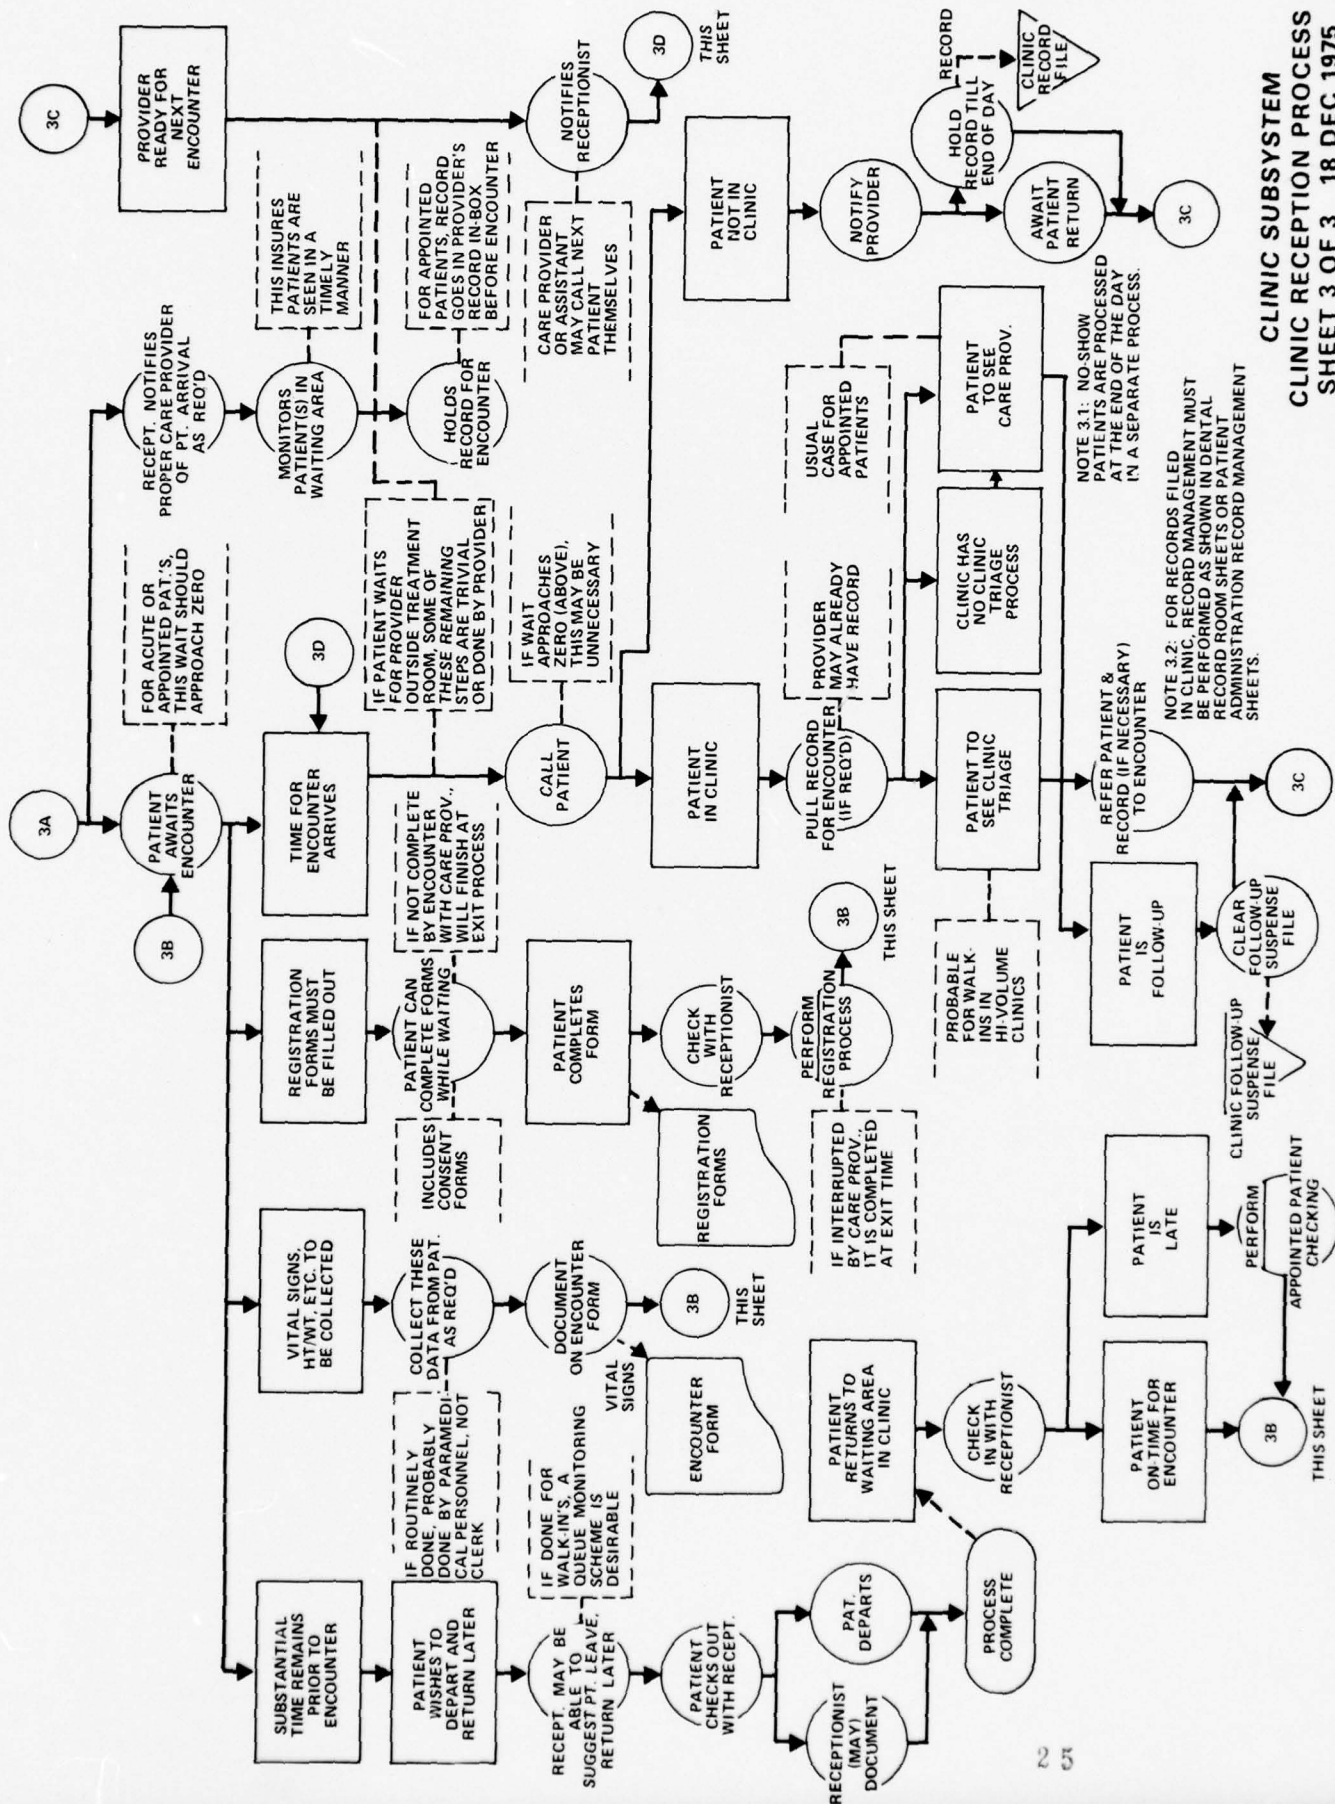 3A
3B
PATIENT
AWAITS
ENCOUNTER
FOR ACUTE OR
APPOINTED PAT.'S,
THIS WAIT SHOULD
APPROACH ZERO
RECEPT. NOTIFIES
PROPER CARE PROVIDER
OF PT. ARRIVAL
AS REQ'D
MONITORS
PATIENT(S) IN
WAITING AREA
THIS INSURES
PATIENTS ARE
SEEN IN A
TIMELY
MANNER
HOLDS
RECORD FOR
ENCOUNTER
FOR APPOINTED
PATIENTS, RECORD
GOES IN PROVIDER'S
RECORD IN-BOX
BEFORE ENCOUNTER
3C
PROVIDER
READY FOR
NEXT
ENCOUNTER
NOTIFIES
RECEPTIONIST
CARE PROVIDER
OR ASSISTANT
MAY CALL NEXT
PATIENT
THEMSELVES
3D
THIS
SHEET
SUBSTANTIAL
TIME REMAINS
PRIOR TO
ENCOUNTER
PATIENT
WISHES TO
DEPART AND
RETURN LATER
RECEPT. MAY BE
ABLE TO
SUGGEST PT. LEAVE,
RETURN LATER
IF DONE FOR
WALK-IN'S, A
QUEUE MONITORING
SCHEME IS
DESIRABLE
PATIENT
CHECKS OUT
WITH RECEPT.
RECEPTIONIST
(MAY)
DOCUMENT
PAT.
DEPARTS
PROCESS
COMPLETE
PATIENT
RETURNS TO
WAITING AREA
IN CLINIC
CHECK
IN WITH
RECEPTIONIST
PATIENT
ON-TIME FOR
ENCOUNTER
3B
THIS SHEET
PATIENT
IS
LATE
PERFORM
APPOINTED PATIENT
CHECKING
VITAL SIGNS,
HT/WT, ETC. TO
BE COLLECTED
COLLECT THESE
DATA FROM PAT.
AS REQ'D
IF ROUTINELY
DONE, PROBABLY
DONE BY PARAMEDI-
CAL PERSONNEL, NOT
CLERK
DOCUMENT
ON ENCOUNTER
FORM
VITAL
SIGNS
ENCOUNTER
FORM
3B
THIS
SHEET
REGISTRATION
FORMS MUST
BE FILLED OUT
PATIENT CAN
COMPLETE FORMS
WHILE WAITING
INCLUDES
CONSENT
FORMS
IF NOT COMPLETE
BY ENCOUNTER
WITH CARE PROV.,
WILL FINISH AT
EXIT PROCESS
PATIENT
COMPLETES
FORM
REGISTRATION
FORMS
CHECK
WITH
RECEPTIONIST
PERFORM
REGISTRATION
PROCESS
IF INTERRUPTED
BY CARE PROV.,
IT IS COMPLETED
AT EXIT TIME
3B
THIS SHEET
TIME FOR
ENCOUNTER
ARRIVES
3D
IF PATIENT WAITS
FOR PROVIDER
OUTSIDE TREATMENT
ROOM, SOME OF
THESE REMAINING
STEPS ARE TRIVIAL
OR DONE BY PROVIDER
CALL
PATIENT
IF WAIT
APPROACHES
ZERO (ABOVE),
THIS MAY BE
UNNECESSARY
PATIENT
IN CLINIC
PULL RECORD
FOR ENCOUNTER
(IF REQ'D)
PROVIDER
MAY ALREADY
HAVE RECORD
PATIENT TO
SEE CLINIC
TRIAGE
PROBABLE
FOR WALK-
INS IN
HI-VOLUME
CLINICS
CLINIC HAS
NO CLINIC
TRIAGE
PROCESS
PATIENT
TO SEE
CARE PROV.
USUAL
CASE FOR
APPOINTED
PATIENTS
PATIENT
IS
FOLLOW-UP
CLEAR
FOLLOW-UP
SUSPENSE
FILE
CLINIC FOLLOW-UP
SUSPENSE
FILE
REFER PATIENT &
RECORD (IF NECESSARY)
TO ENCOUNTER
3C
PATIENT
NOT IN
CLINIC
NOTIFY
PROVIDER
AWAIT
PATIENT
RETURN
HOLD
RECORD TILL
END OF DAY
RECORD
CLINIC
RECORD
FILE
3C
NOTE 3.1: NO-SHOW
PATIENTS ARE PROCESSED
AT THE END OF THE DAY
IN A SEPARATE PROCESS.
NOTE 3.2: FOR RECORDS FILED
IN CLINIC, RECORD MANAGEMENT MUST
BE PERFORMED AS SHOWN IN DENTAL
RECORD ROOM SHEETS OR PATIENT
ADMINISTRATION RECORD MANAGEMENT
SHEETS.
CLINIC SUBSYSTEM
CLINIC RECEPTION PROCESS
SHEET 3 OF 3 18 DEC 1975
25